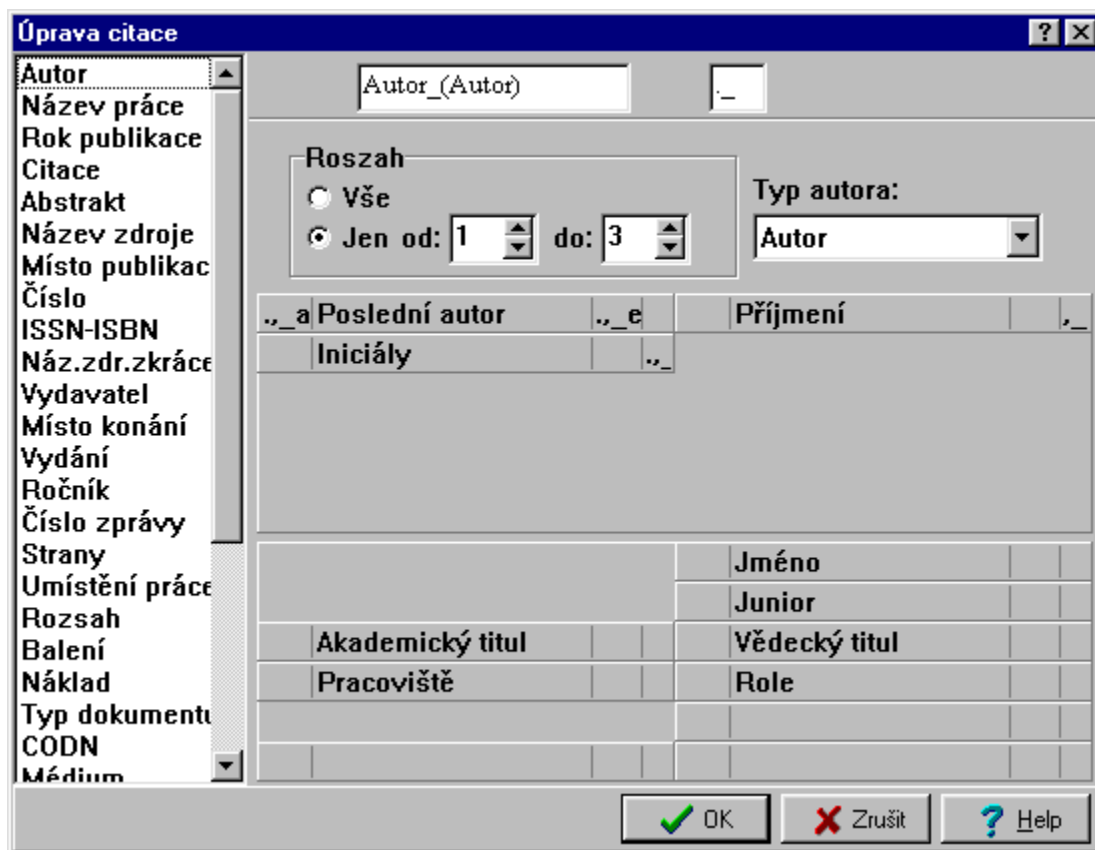 Úprava citace
Autor
Název práce
Rok publikace
Citace
Abstrakt
Název zdroje
Místo publikac
Číslo
ISSN-ISBN
Náz.zdr.zkráce
Vydavatel
Místo konání
Vydání
Ročník
Číslo zprávy
Strany
Umístění práce
Rozsah
Balení
Náklad
Typ dokumentu
CODN
Médium
Autor_(Autor) ._
Roszah
Vše
Jen od: 1 do: 3
Typ autora:
Autor
.,_a Poslední autor .,_e Příjmení ,_
Iniciály .,_
Jméno
Junior
Akademický titul Vědecký titul
Pracoviště Role
OK Zrušit Help